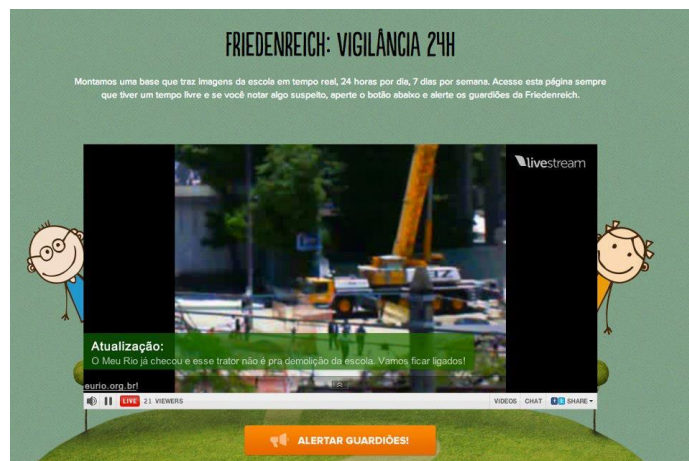 FRIEDENREICH: VIGILÂNCIA 24H
Montamos uma base que traz imagens da escola em tempo real, 24 horas por dia, 7 dias por semana. Acesse esta página sempre
que tiver um tempo livre e se você notar algo suspeito, aperte o botão abaixo e alerte os guardiões da Friedenreich.
livestream
Atualização:
O Meu Rio já checou e esse trator não é pra demolição da escola. Vamos ficar ligados!
eurio.org.br!
LIVE 21 VIEWERS
VIDEOS CHAT SHARE
ALERTAR GUARDIÕES!